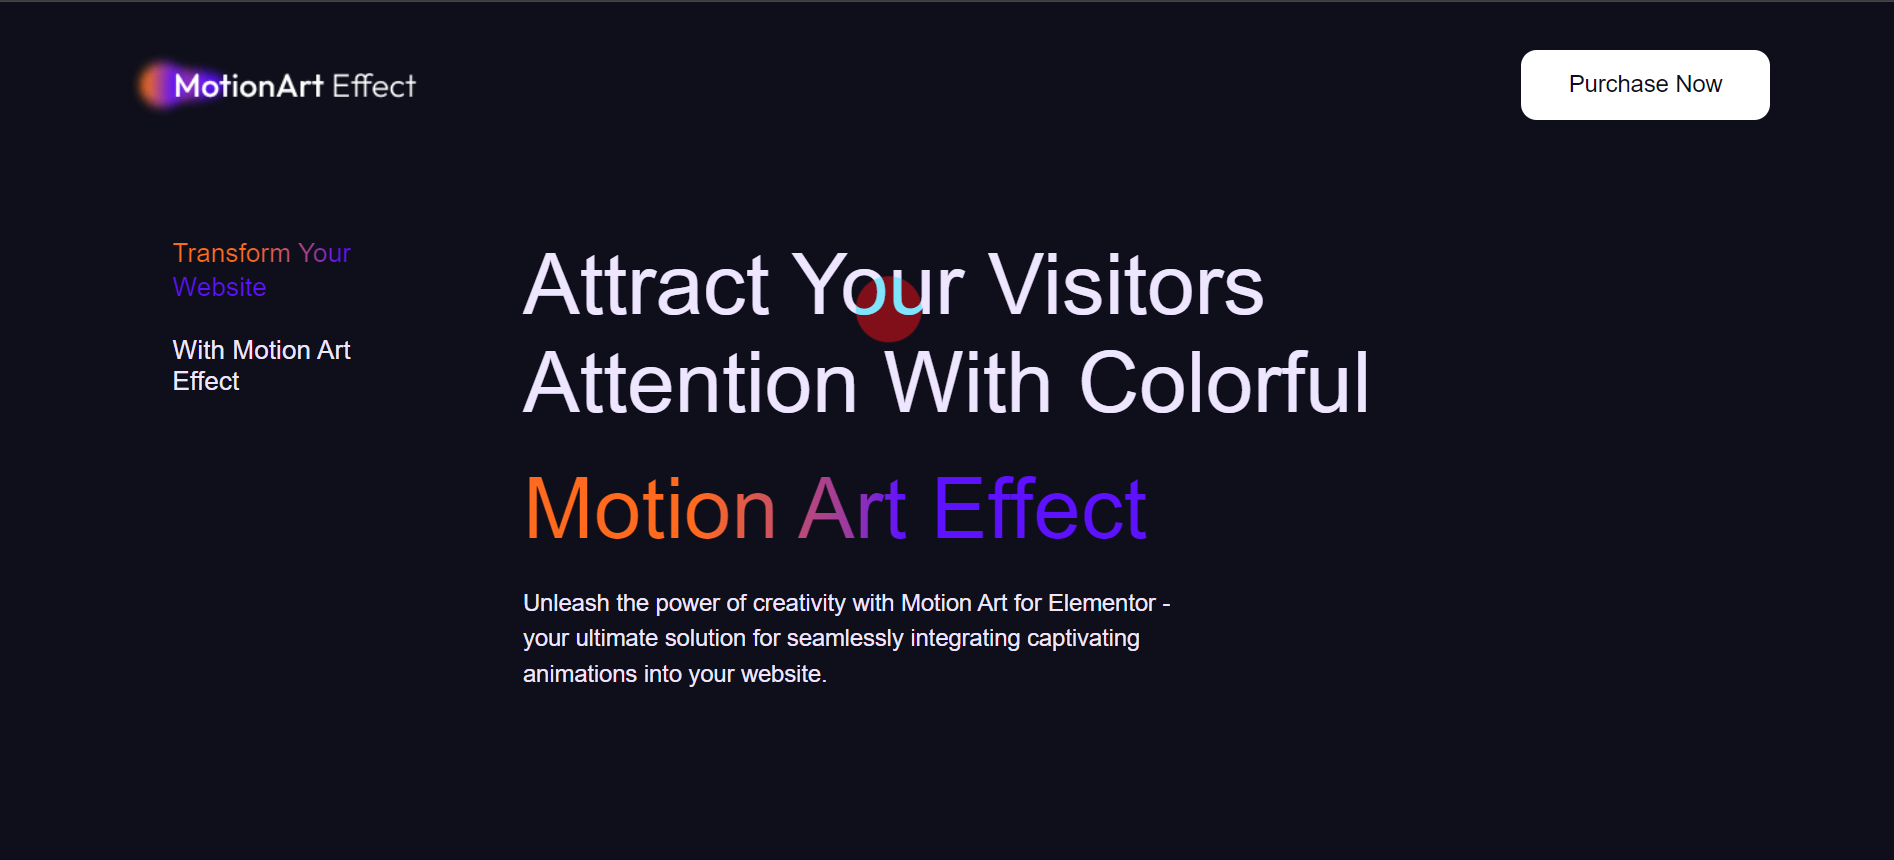 MotionArt Effect
Purchase Now
Transform Your
Website
With Motion Art
Effect
Attract Your Visitors
Attention With Colorful
Motion Art Effect
Unleash the power of creativity with Motion Art for Elementor -
your ultimate solution for seamlessly integrating captivating
animations into your website.